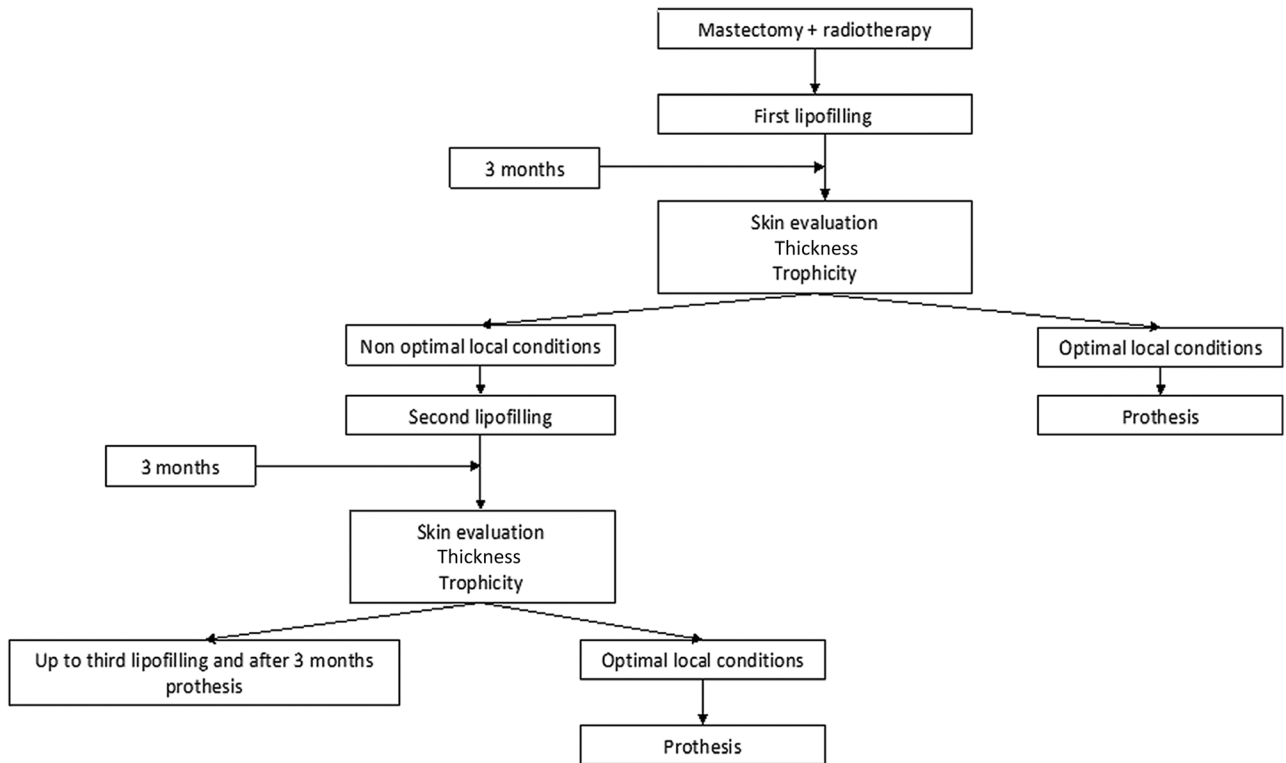 Mastectomy + radiotherapy
First lipofilling
3 months
Skin evaluation
Thickness
Trophicity
Non optimal local conditions
Optimal local conditions
Second lipofilling
Prothesis
3 months
Skin evaluation
Thickness
Trophicity
Up to third lipofilling and after 3 months
prothesis
Optimal local conditions
Prothesis